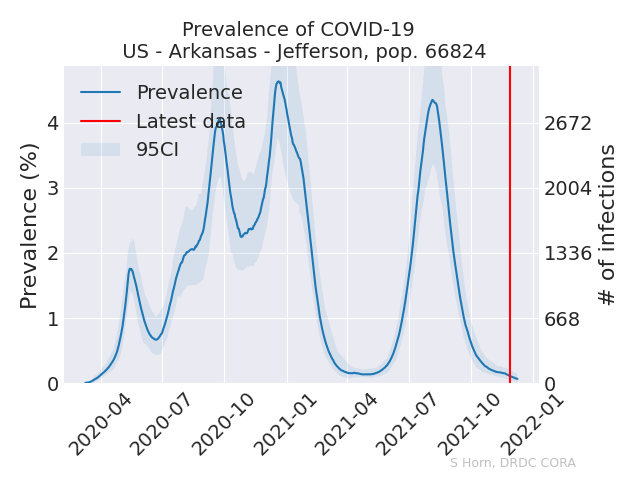 Prevalence of COVID-19
US - Arkansas - Jefferson, pop. 66824
Prevalence
Latest data
95CI
Prevalence (%)
4
3
2
1
0
2672
2004
1336
668
0
# of infections
2020-04
2020-07
2020-10
2021-01
2021-04
2021-07
2021-10
2022-01
S Horn, DRDC CORA